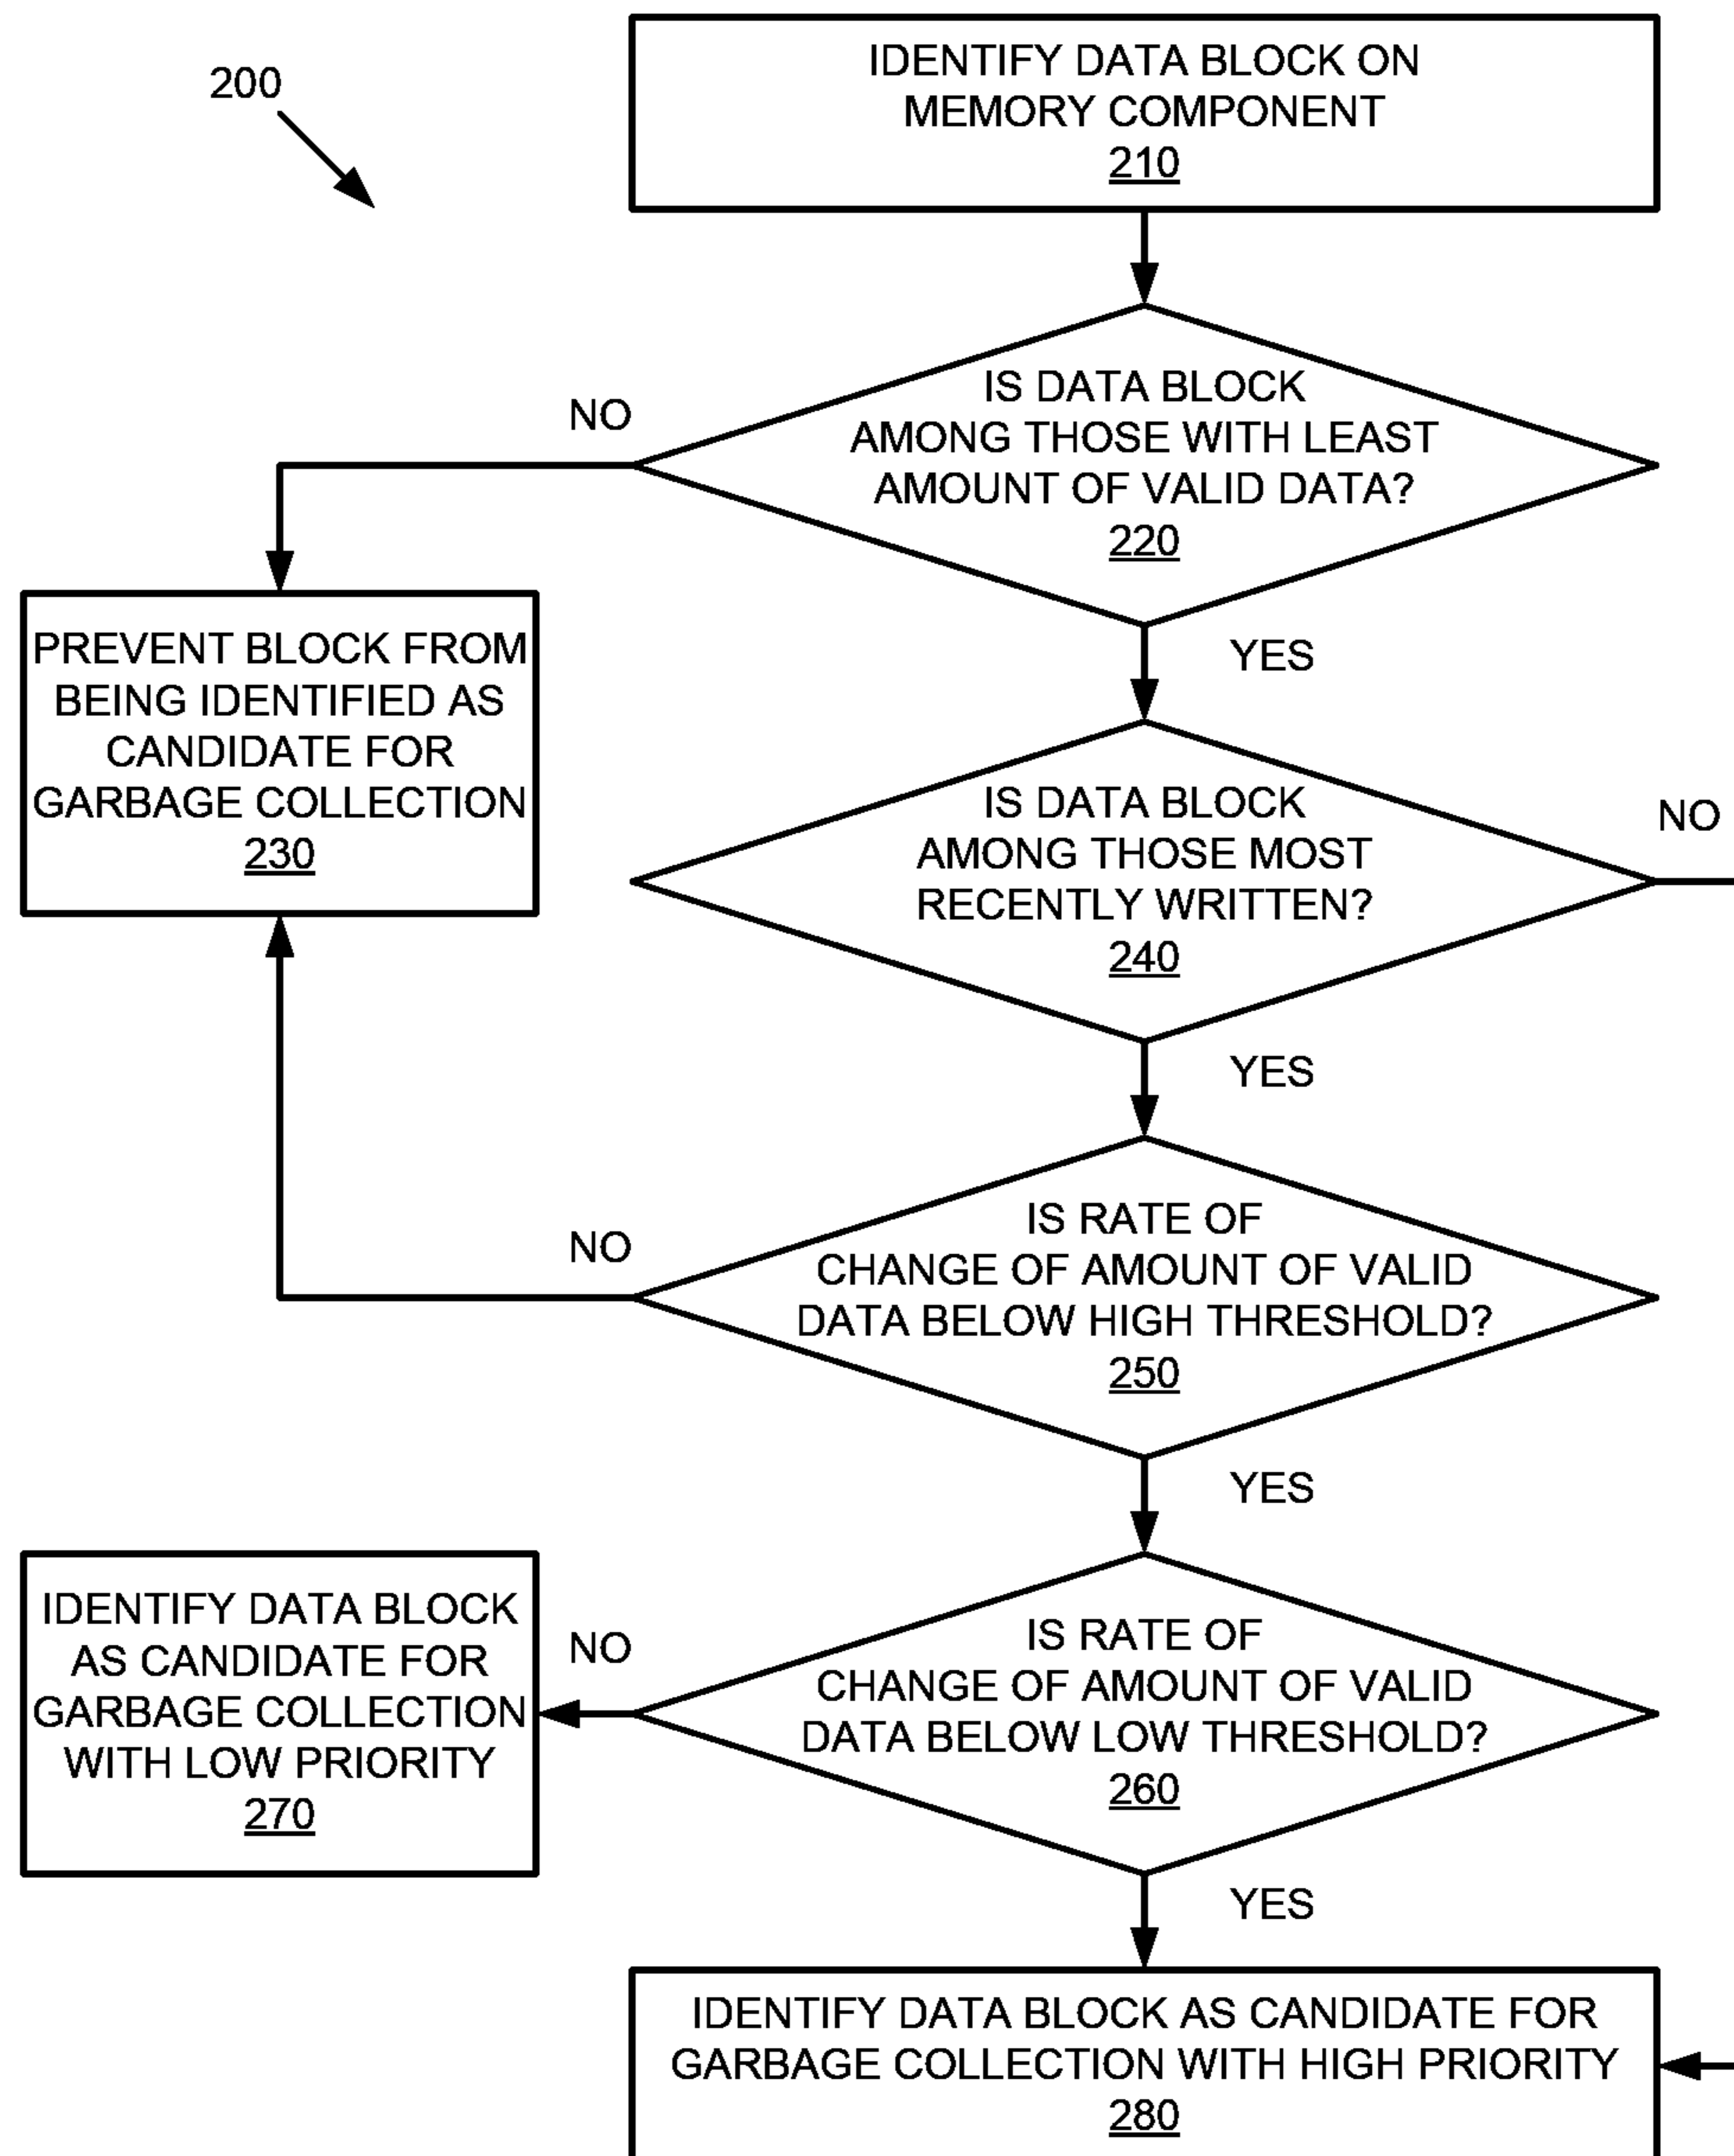 200
IDENTIFY DATA BLOCK ON
MEMORY COMPONENT
210
IS DATA BLOCK
AMONG THOSE WITH LEAST
AMOUNT OF VALID DATA?
220
NO
YES
PREVENT BLOCK FROM
BEING IDENTIFIED AS
CANDIDATE FOR
GARBAGE COLLECTION
230
IS DATA BLOCK
AMONG THOSE MOST
RECENTLY WRITTEN?
240
NO
YES
IS RATE OF
CHANGE OF AMOUNT OF VALID
DATA BELOW HIGH THRESHOLD?
250
NO
YES
IS RATE OF
CHANGE OF AMOUNT OF VALID
DATA BELOW LOW THRESHOLD?
260
NO
YES
IDENTIFY DATA BLOCK
AS CANDIDATE FOR
GARBAGE COLLECTION
WITH LOW PRIORITY
270
IDENTIFY DATA BLOCK AS CANDIDATE FOR
GARBAGE COLLECTION WITH HIGH PRIORITY
280